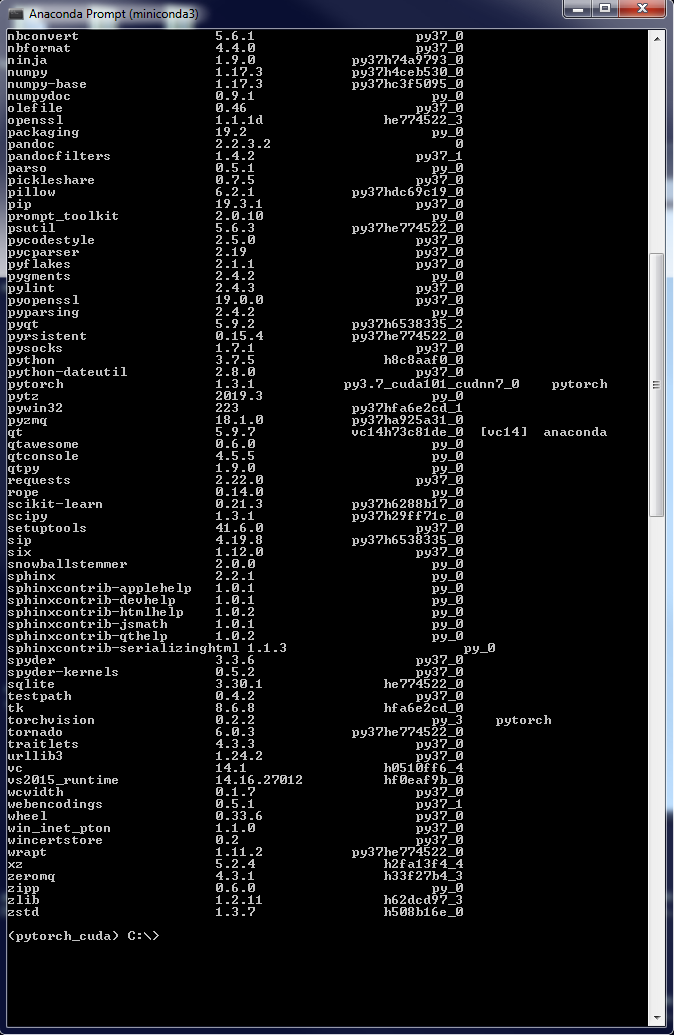 Anaconda Prompt (miniconda3)
nbconvert 5.6.1 py37_0
nbformat 4.4.0 py37_0
ninja 1.9.0 py37h74a9793_0
numpy 1.17.3 py37h4ceb530_0
numpy-base 1.17.3 py37hc3f5095_0
numpydoc 0.9.1 py_0
olefile 0.46 py37_0
openssl 1.1.1d he774522_3
packaging 19.2 py_0
pandoc 2.2.3.2 0
pandocfilters 1.4.2 py37_1
parso 0.5.1 py_0
pickleshare 0.7.5 py37_0
pillow 6.2.1 py37hdc69c19_0
pip 19.3.1 py37_0
prompt_toolkit 2.0.10 py_0
psutil 5.6.3 py37he774522_0
pycodestyle 2.5.0 py37_0
pycparser 2.19 py37_0
pyflakes 2.1.1 py37_0
pygments 2.4.2 py_0
pylint 2.4.3 py37_0
pyopenssl 19.0.0 py37_0
pyparsing 2.4.2 py_0
pyqt 5.9.2 py37h6538335_2
pyrsistent 0.15.4 py37he774522_0
pysocks 1.7.1 py37_0
python 3.7.5 h8c8aaf0_0
python-dateutil 2.8.0 py37_0
pytorch 1.3.1 py3.7_cuda101_cudnn7_0 pytorch
pytz 2019.3 py_0
pywin32 223 py37hfa6e2cd_1
pyzmq 18.1.0 py37ha925a31_0
qt 5.9.7 vc14h73c81de_0 [vc14] anaconda
qtawesome 0.6.0 py_0
qtconsole 4.5.5 py_0
qtpy 1.9.0 py_0
requests 2.22.0 py37_0
rope 0.14.0 py_0
scikit-learn 0.21.3 py37h6288b17_0
scipy 1.3.1 py37h29ff71c_0
setuptools 41.6.0 py37_0
sip 4.19.8 py37h6538335_0
six 1.12.0 py37_0
snowballstemmer 2.0.0 py_0
sphinx 2.2.1 py_0
sphinxcontrib-applehelp 1.0.1 py_0
sphinxcontrib-devhelp 1.0.1 py_0
sphinxcontrib-htmlhelp 1.0.2 py_0
sphinxcontrib-jsmath 1.0.1 py_0
sphinxcontrib-qthelp 1.0.2 py_0
sphinxcontrib-serializinghtml 1.1.3 py_0
spyder 3.3.6 py37_0
spyder-kernels 0.5.2 py37_0
sqlite 3.30.1 he774522_0
testpath 0.4.2 py37_0
tk 8.6.8 hfa6e2cd_0
torchvision 0.2.2 py_3 pytorch
tornado 6.0.3 py37he774522_0
traitlets 4.3.3 py37_0
urllib3 1.24.2 py37_0
vc 14.1 h0510ff6_4
vs2015_runtime 14.16.27012 hf0eaf9b_0
wcwidth 0.1.7 py37_0
webencodings 0.5.1 py37_1
wheel 0.33.6 py37_0
win_inet_pton 1.1.0 py37_0
wincertstore 0.2 py37_0
wrapt 1.11.2 py37he774522_0
xz 5.2.4 h2fa13f4_4
zeromq 4.3.1 h33f27b4_3
zipp 0.6.0 py_0
zlib 1.2.11 h62dcd97_3
zstd 1.3.7 h508b16e_0
(pytorch_cuda) C:\>